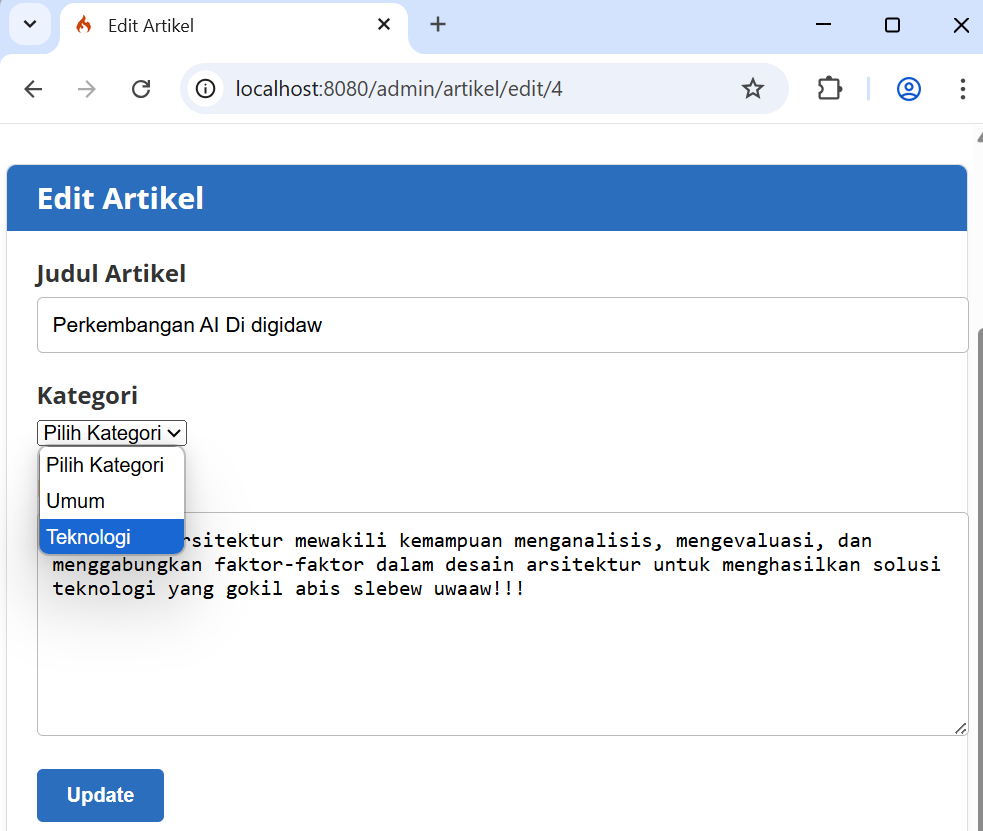 Edit Artikel
localhost:8080/admin/artikel/edit/4
Edit Artikel
Judul Artikel
Perkembangan AI Di digidaw
Kategori
Pilih Kategori
Pilih Kategori
Umum
Teknologi
rsitektur mewakili kemampuan menganalisis, mengevaluasi, dan
menggabungkan faktor-faktor dalam desain arsitektur untuk menghasilkan solusi
teknologi yang gokil abis slebew uwaaw!!!
Update